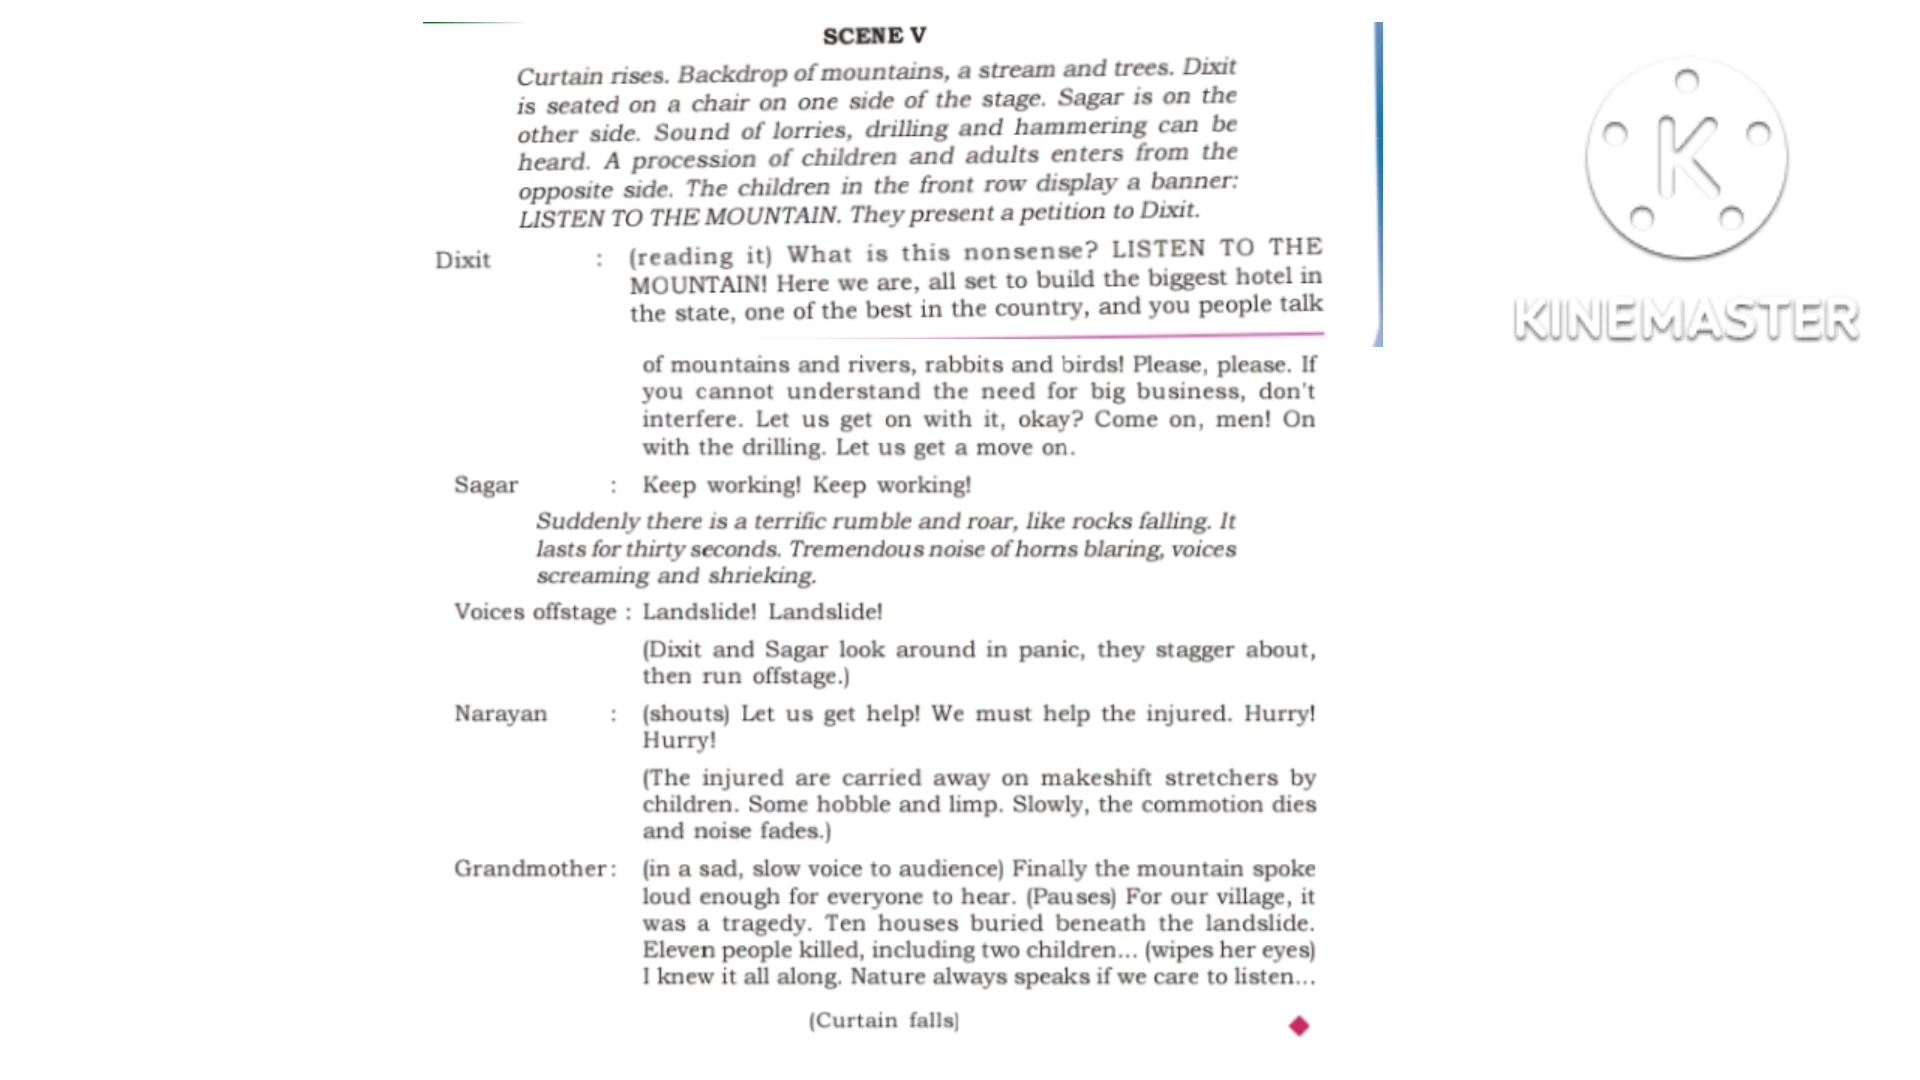 SCENE V
Curtain rises. Backdrop of mountains, a stream and trees. Dixit
is seated on a chair on one side of the stage. Sagar is on the
other side. Sound of lorries, drilling and hammering can be
heard. A procession of children and adults enters from the
opposite side. The children in the front row display a banner:
LISTEN TO THE MOUNTAIN. They present a petition to Dixit.
Dixit : (reading it) What is this nonsense? LISTEN TO THE
MOUNTAIN! Here we are, all set to build the biggest hotel in
the state, one of the best in the country, and you people talk
of mountains and rivers, rabbits and birds! Please, please. If
you cannot understand the need for big business, don't
interfere. Let us get on with it, okay? Come on, men! On
with the drilling. Let us get a move on.
Sagar : Keep working! Keep working!
Suddenly there is a terrific rumble and roar, like rocks falling. It
lasts for thirty seconds. Tremendous noise of horns blaring, voices
screaming and shrieking.
Voices offstage : Landslide! Landslide!
(Dixit and Sagar look around in panic, they stagger about,
then run offstage.)
Narayan : (shouts) Let us get help! We must help the injured. Hurry!
Hurry!
(The injured are carried away on makeshift stretchers by
children. Some hobble and limp. Slowly, the commotion dies
and noise fades.)
Grandmother : (in a sad, slow voice to audience) Finally the mountain spoke
loud enough for everyone to hear. (Pauses) For our village, it
was a tragedy. Ten houses buried beneath the landslide.
Eleven people killed, including two children... (wipes her eyes)
I knew it all along. Nature always speaks if we care to listen...
(Curtain falls)
K
KINEMASTER